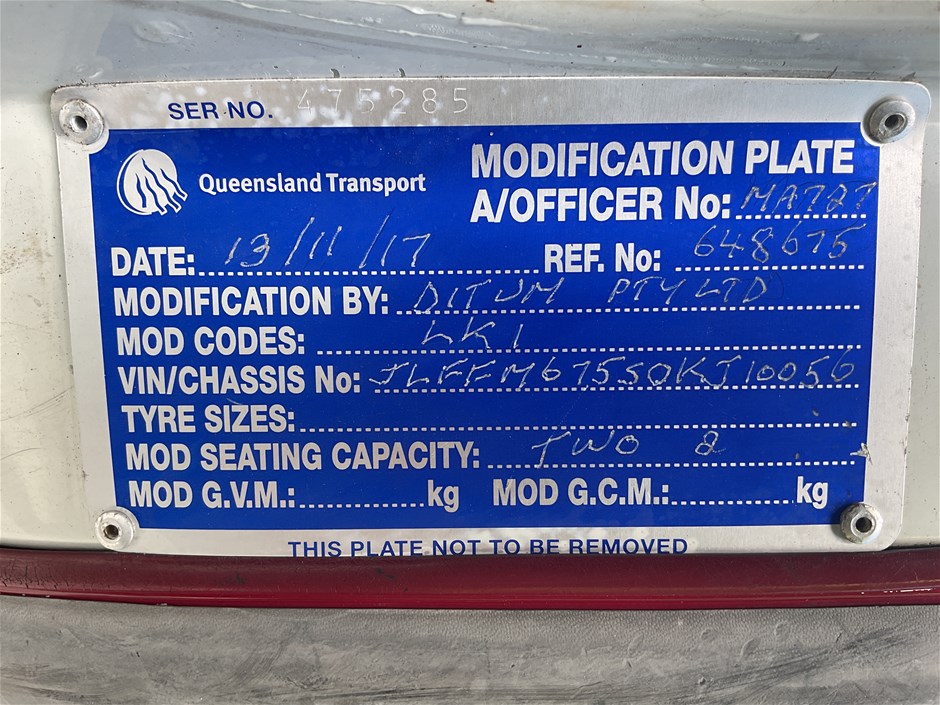 SER NO. 475285
Queensland Transport
MODIFICATION PLATE
A/OFFICER No: MA727
DATE: 13/11/17 REF. No: 648675
MODIFICATION BY: DITUM PTY LTD
MOD CODES: LK1
VIN/CHASSIS No: JLFFM675S0KJ10056
TYRE SIZES:
MOD SEATING CAPACITY: TWO 2
MOD G.V.M.: kg MOD G.C.M.: kg
THIS PLATE NOT TO BE REMOVED